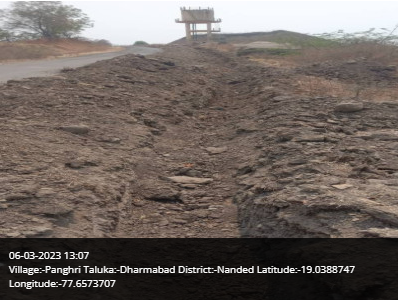 06-03-2023 13:07
Village:-Panghri Taluka:-Dharmabad District:-Nanded Latitude:-19.0388747
Longitude:-77.6573707